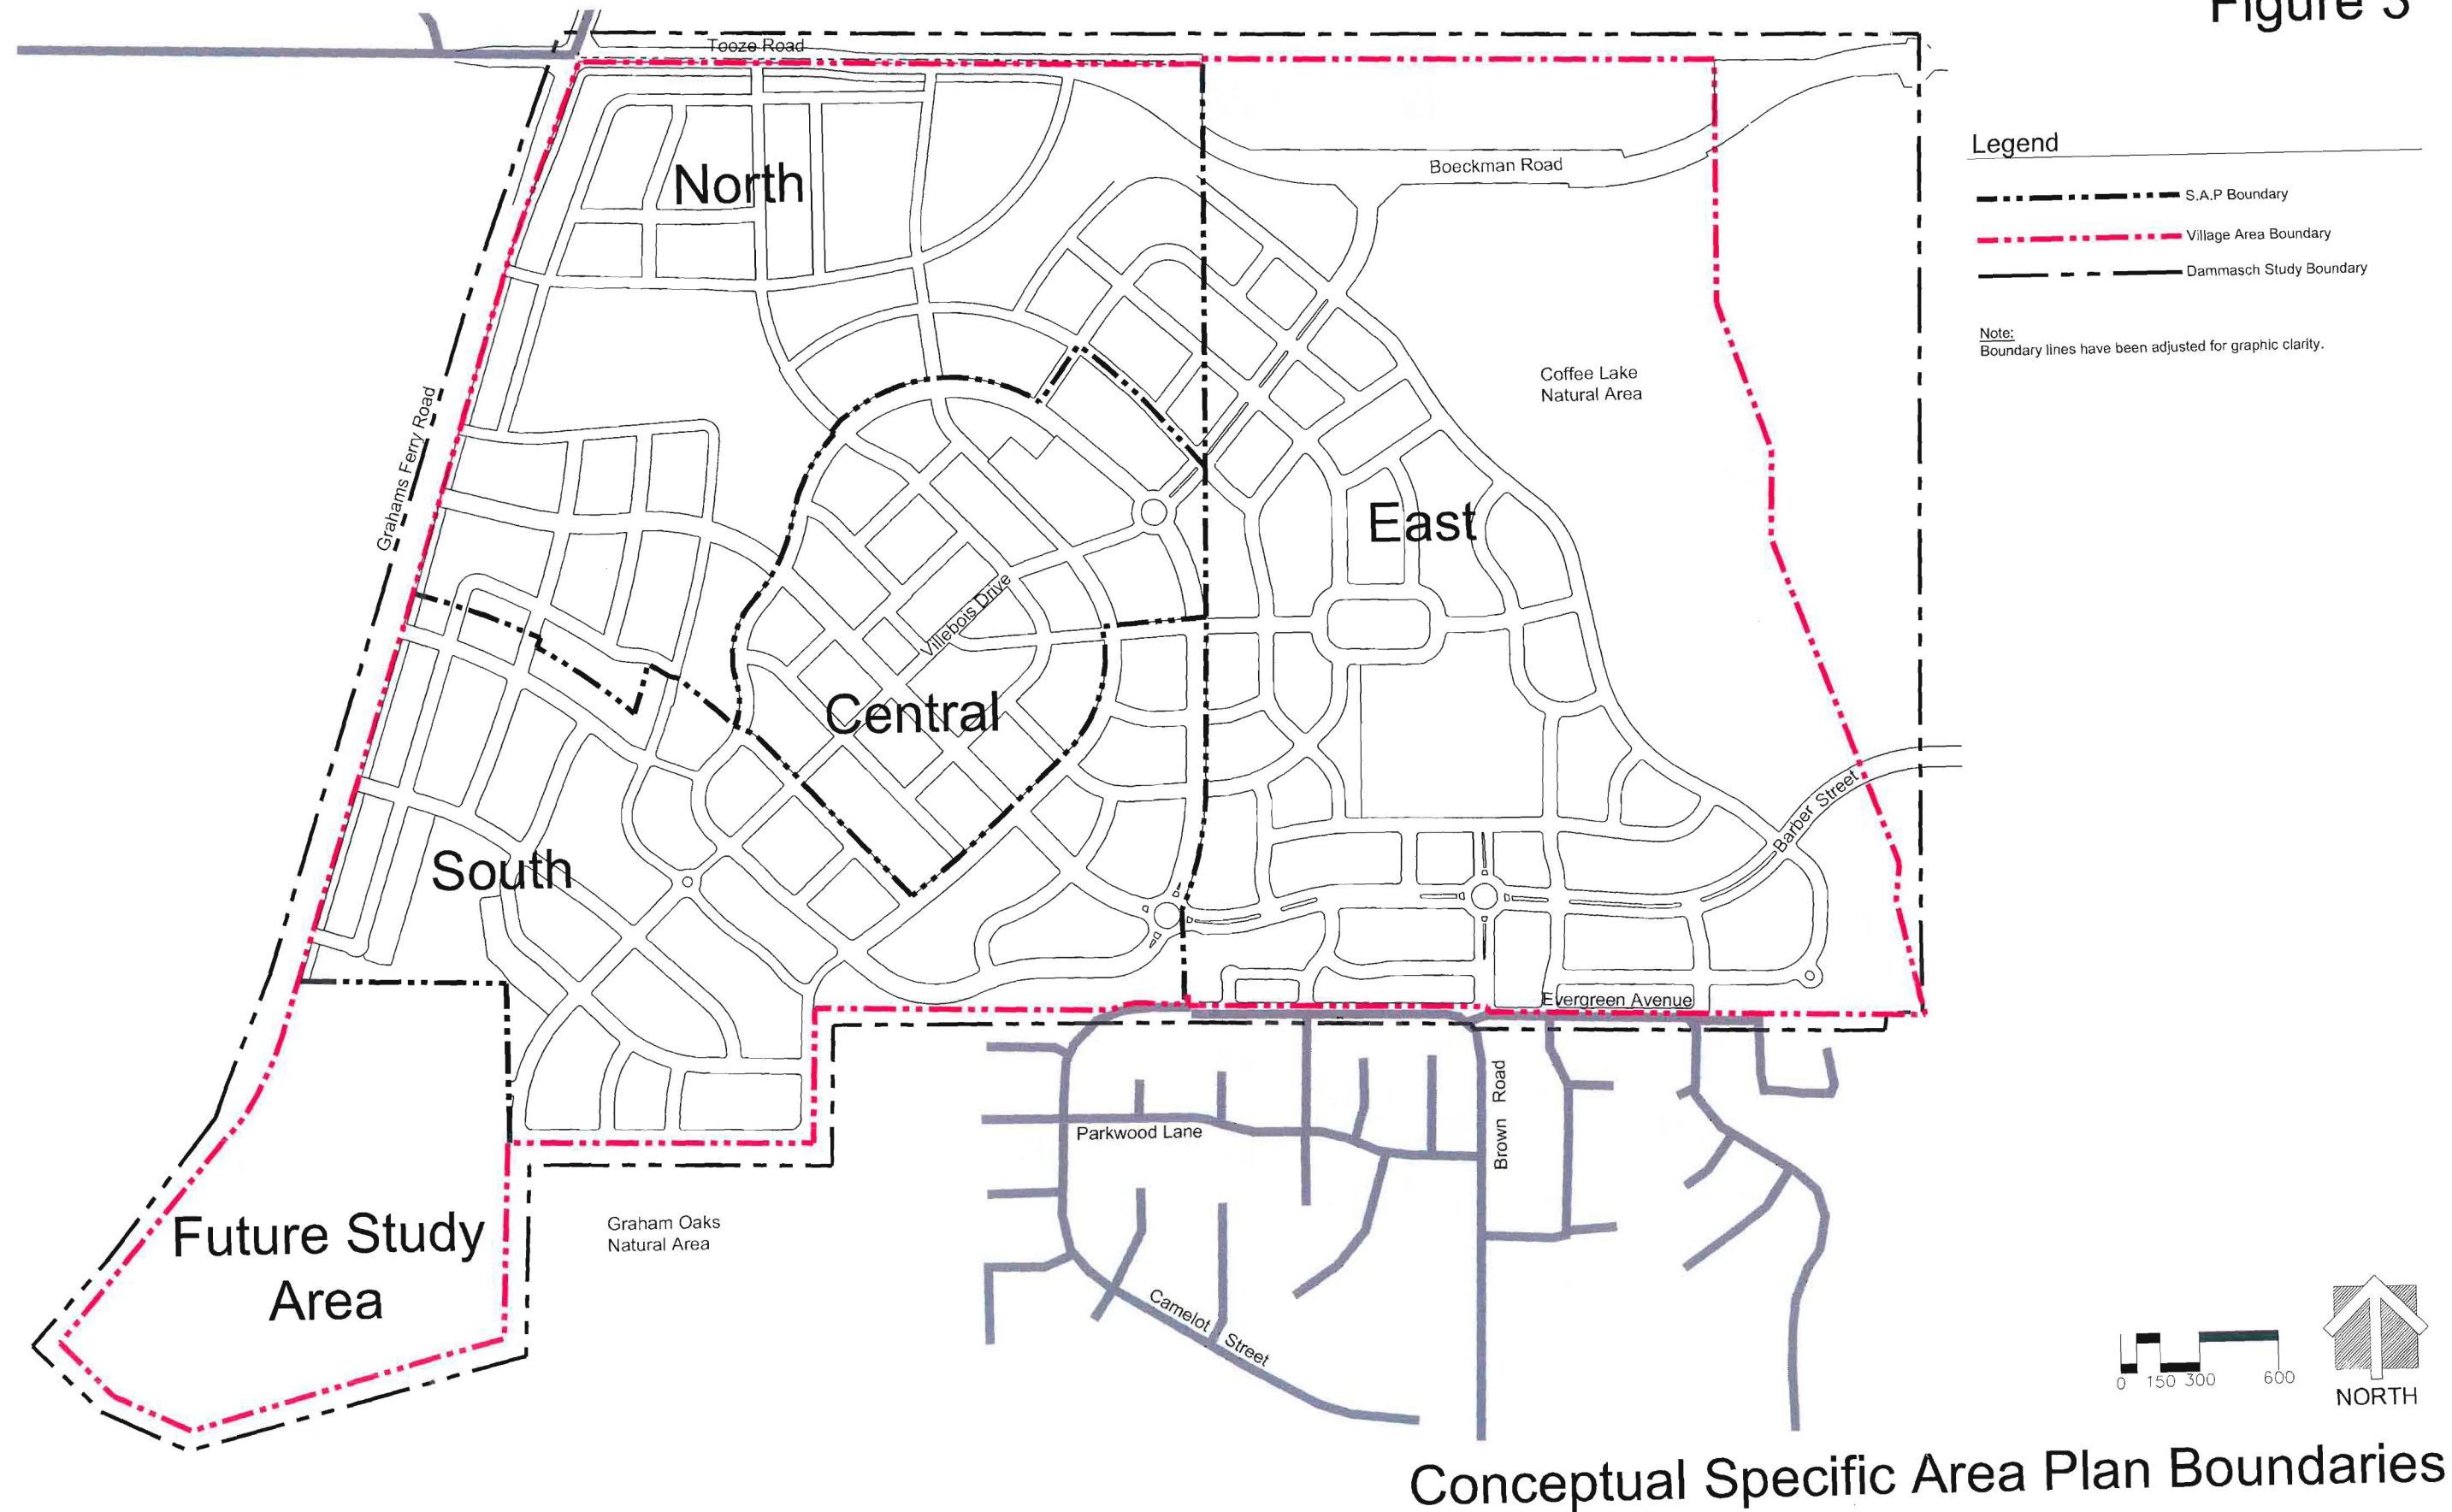 Figure 3
Tooze Road
Legend
S.A.P Boundary
Village Area Boundary
Dammasch Study Boundary
Note:
Boundary lines have been adjusted for graphic clarity.
North
Boeckman Road
Coffee Lake
Natural Area
Grahams Ferry Road
East
Villebois Drive
Central
Barber Street
South
Evergreen Avenue
Parkwood Lane
Brown Road
Future Study
Area
Graham Oaks
Natural Area
Camelot Street
0 150 300 600
NORTH
Conceptual Specific Area Plan Boundaries